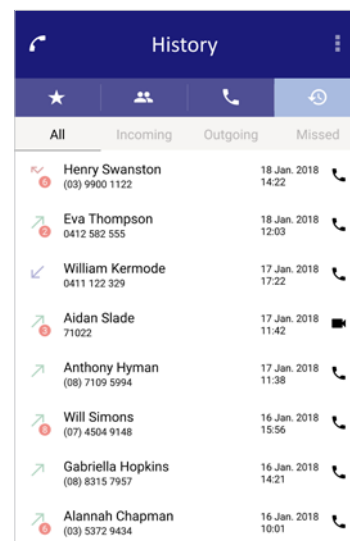 History
All Incoming Outgoing Missed
Henry Swanston 18 Jan. 2018
6 (03) 9900 1122 14:22
Eva Thompson 18 Jan. 2018
2 0412 582 555 12:03
William Kermode 17 Jan. 2018
0411 122 329 17:22
Aidan Slade 17 Jan. 2018
3 71022 11:42
Anthony Hyman 17 Jan. 2018
(08) 7109 5994 11:38
Will Simons 16 Jan. 2018
8 (07) 4504 9148 15:56
Gabriella Hopkins 16 Jan. 2018
(08) 8315 7957 14:21
Alannah Chapman 16 Jan. 2018
6 (03) 5372 9434 10:01